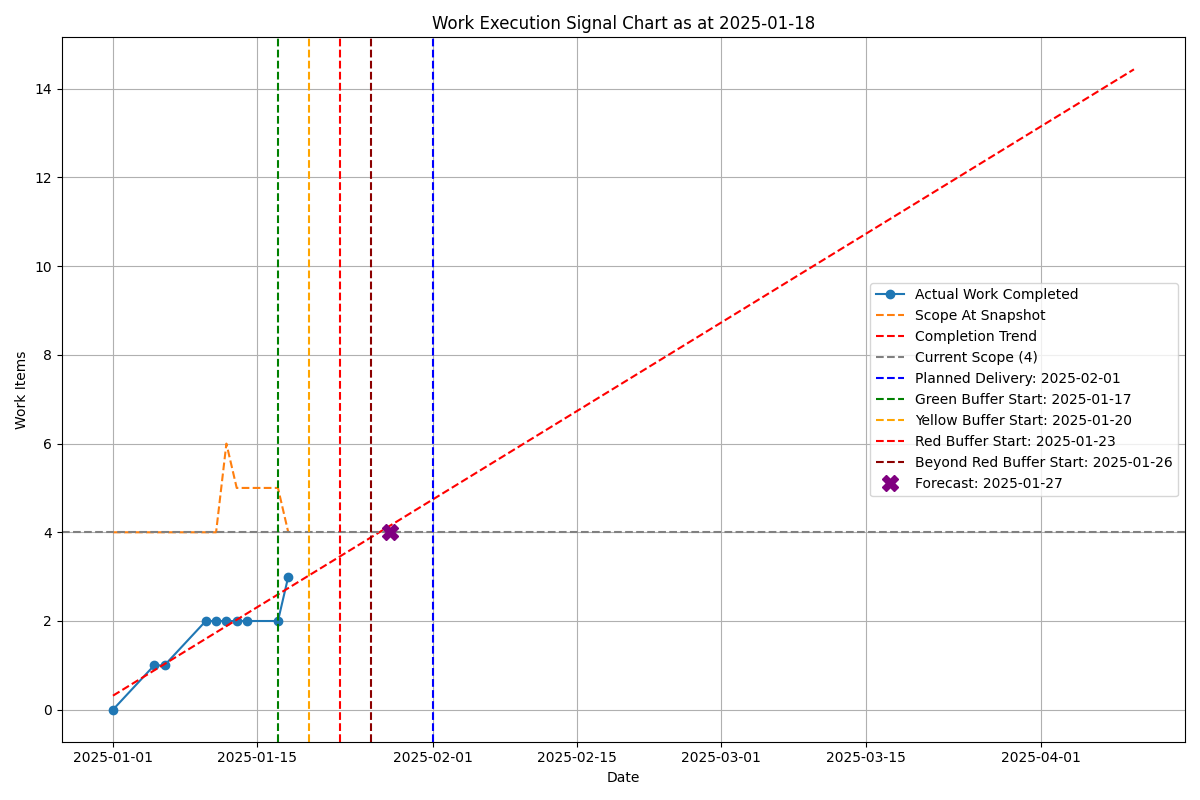 Work Execution Signal Chart as at 2025-01-18
Work Items
14
12
10
8
6
4
2
0
Actual Work Completed
Scope At Snapshot
Completion Trend
Current Scope (4)
Planned Delivery: 2025-02-01
Green Buffer Start: 2025-01-17
Yellow Buffer Start: 2025-01-20
Red Buffer Start: 2025-01-23
Beyond Red Buffer Start: 2025-01-26
Forecast: 2025-01-27
2025-01-01 2025-01-15 2025-02-01 2025-02-15 2025-03-01 2025-03-15 2025-04-01
Date